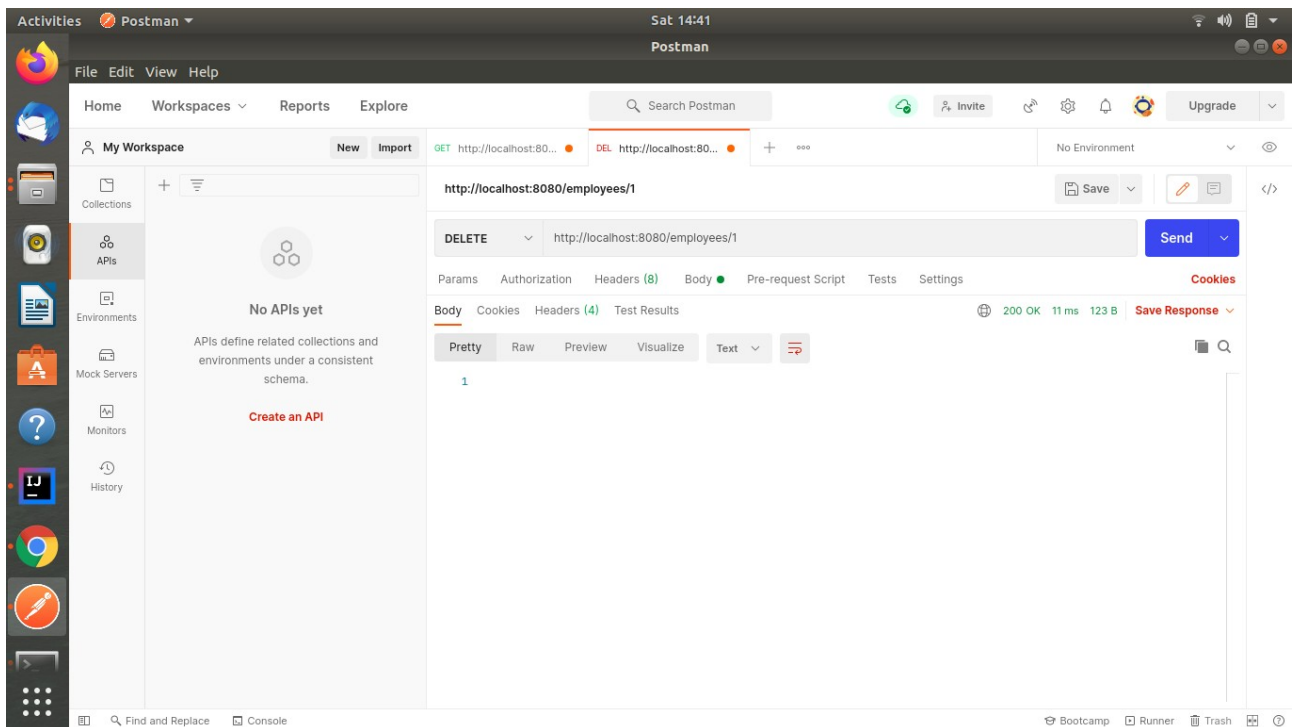 Activities Postman Sat 14:41
Postman
File Edit View Help
Home Workspaces Reports Explore Search Postman Invite Upgrade
My Workspace New Import GET http://localhost:80... DEL http://localhost:80... No Environment
Collections
http://localhost:8080/employees/1 Save </>
APIs
DELETE http://localhost:8080/employees/1 Send
Params Authorization Headers (8) Body Pre-request Script Tests Settings Cookies
Environments
No APIs yet
Body Cookies Headers (4) Test Results 200 OK 11 ms 123 B Save Response
APIs define related collections and
environments under a consistent
schema.
Pretty Raw Preview Visualize Text
Mock Servers
1
Create an API
Monitors
History
IJ
Find and Replace Console Bootcamp Runner Trash